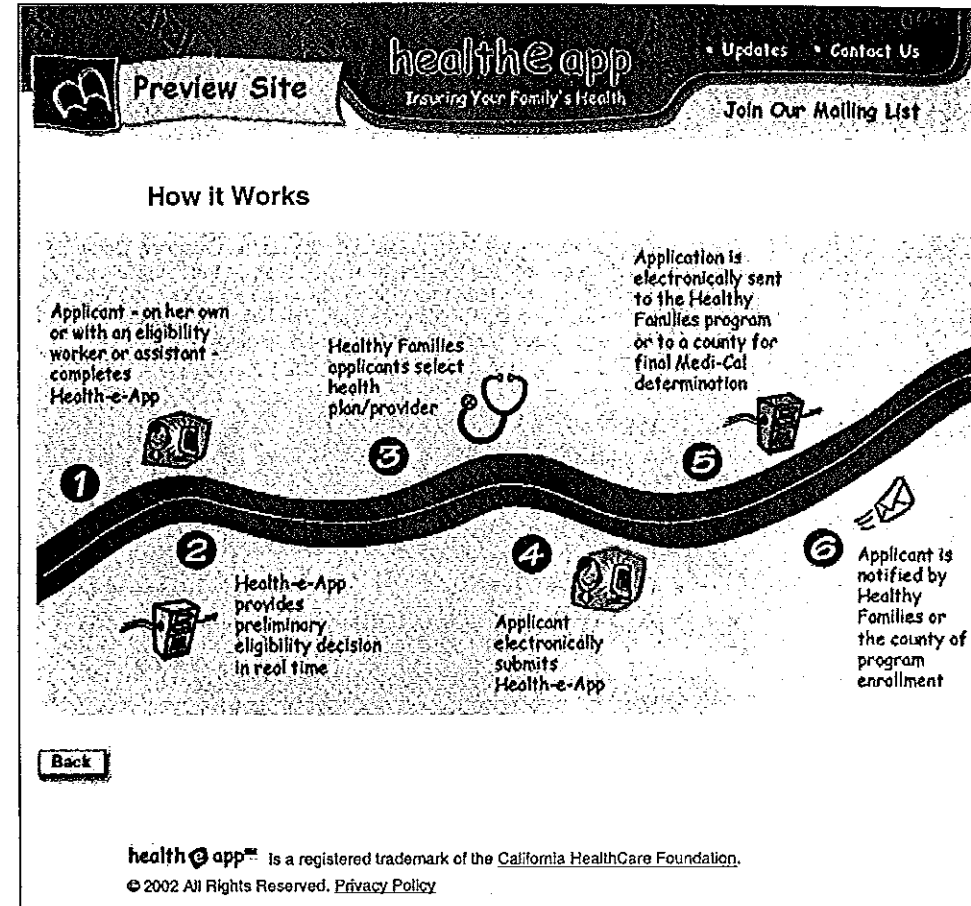 Preview Site
health e app
Insuring Your Family's Health
• Updates • Contact Us
Join Our Mailing List
How it Works
1
Applicant - on her own
or with an eligibility
worker or assistant -
completes
Health-e-App
2
Health-e-App
provides
preliminary
eligibility decision
in real time
3
Healthy Families
applicants select
health
plan/provider
4
Applicant
electronically
submits
Health-e-App
5
Application is
electronically sent
to the Healthy
Families program
or to a county for
final Medi-Cal
determination
6
Applicant is
notified by
Healthy
Families or
the county of
program
enrollment
Back
health e app℠ is a registered trademark of the California HealthCare Foundation.
© 2002 All Rights Reserved. Privacy Policy